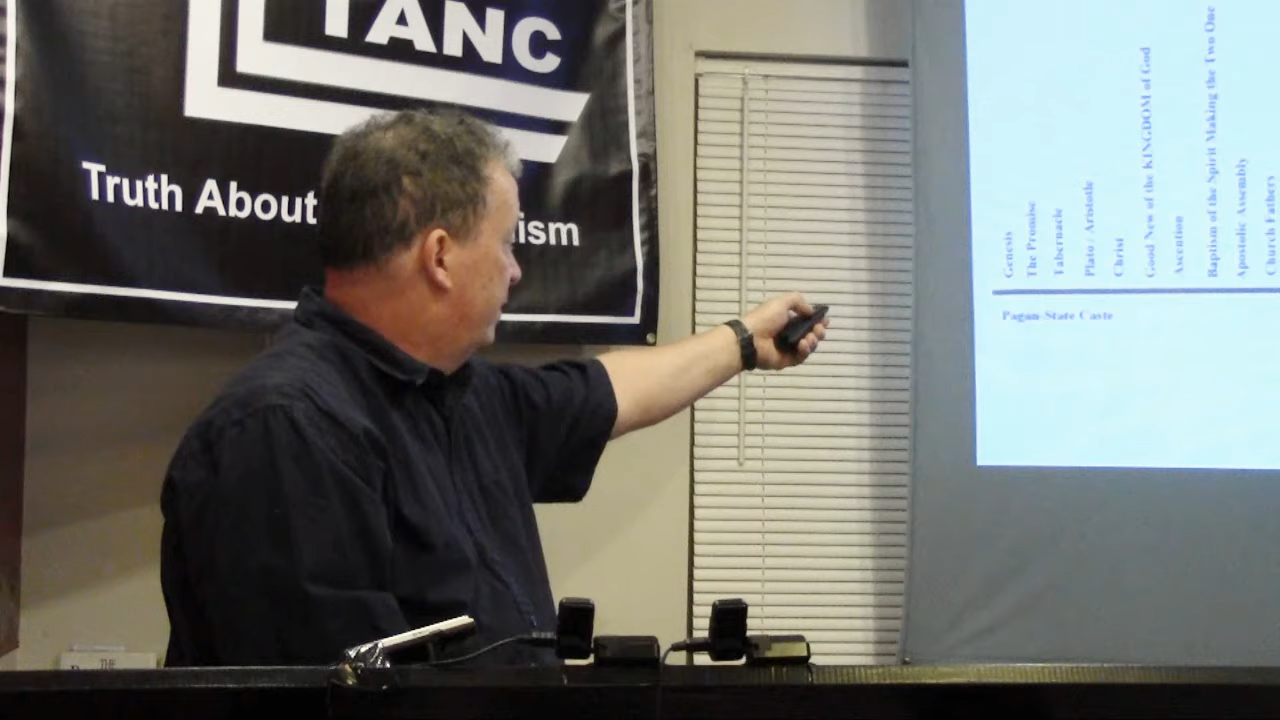 TANC
Truth About
ism
Genesis
The Promise
Tabernacle
Plato / Aristotle
Christ
Good New of the KINGDOM of God
Ascention
Baptism of the Spirit Making the Two One
Apostolic Assembly
Church Fathers
Pagan-State Caste
THE